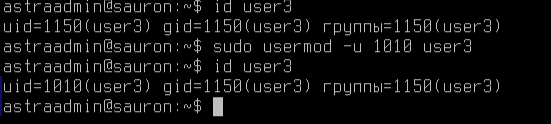 astraadmin@sauron:~$ id user3
uid=1150(user3) gid=1150(user3) группы=1150(user3)
astraadmin@sauron:~$ sudo usermod -u 1010 user3
astraadmin@sauron:~$ id user3
uid=1010(user3) gid=1150(user3) группы=1150(user3)
astraadmin@sauron:~$